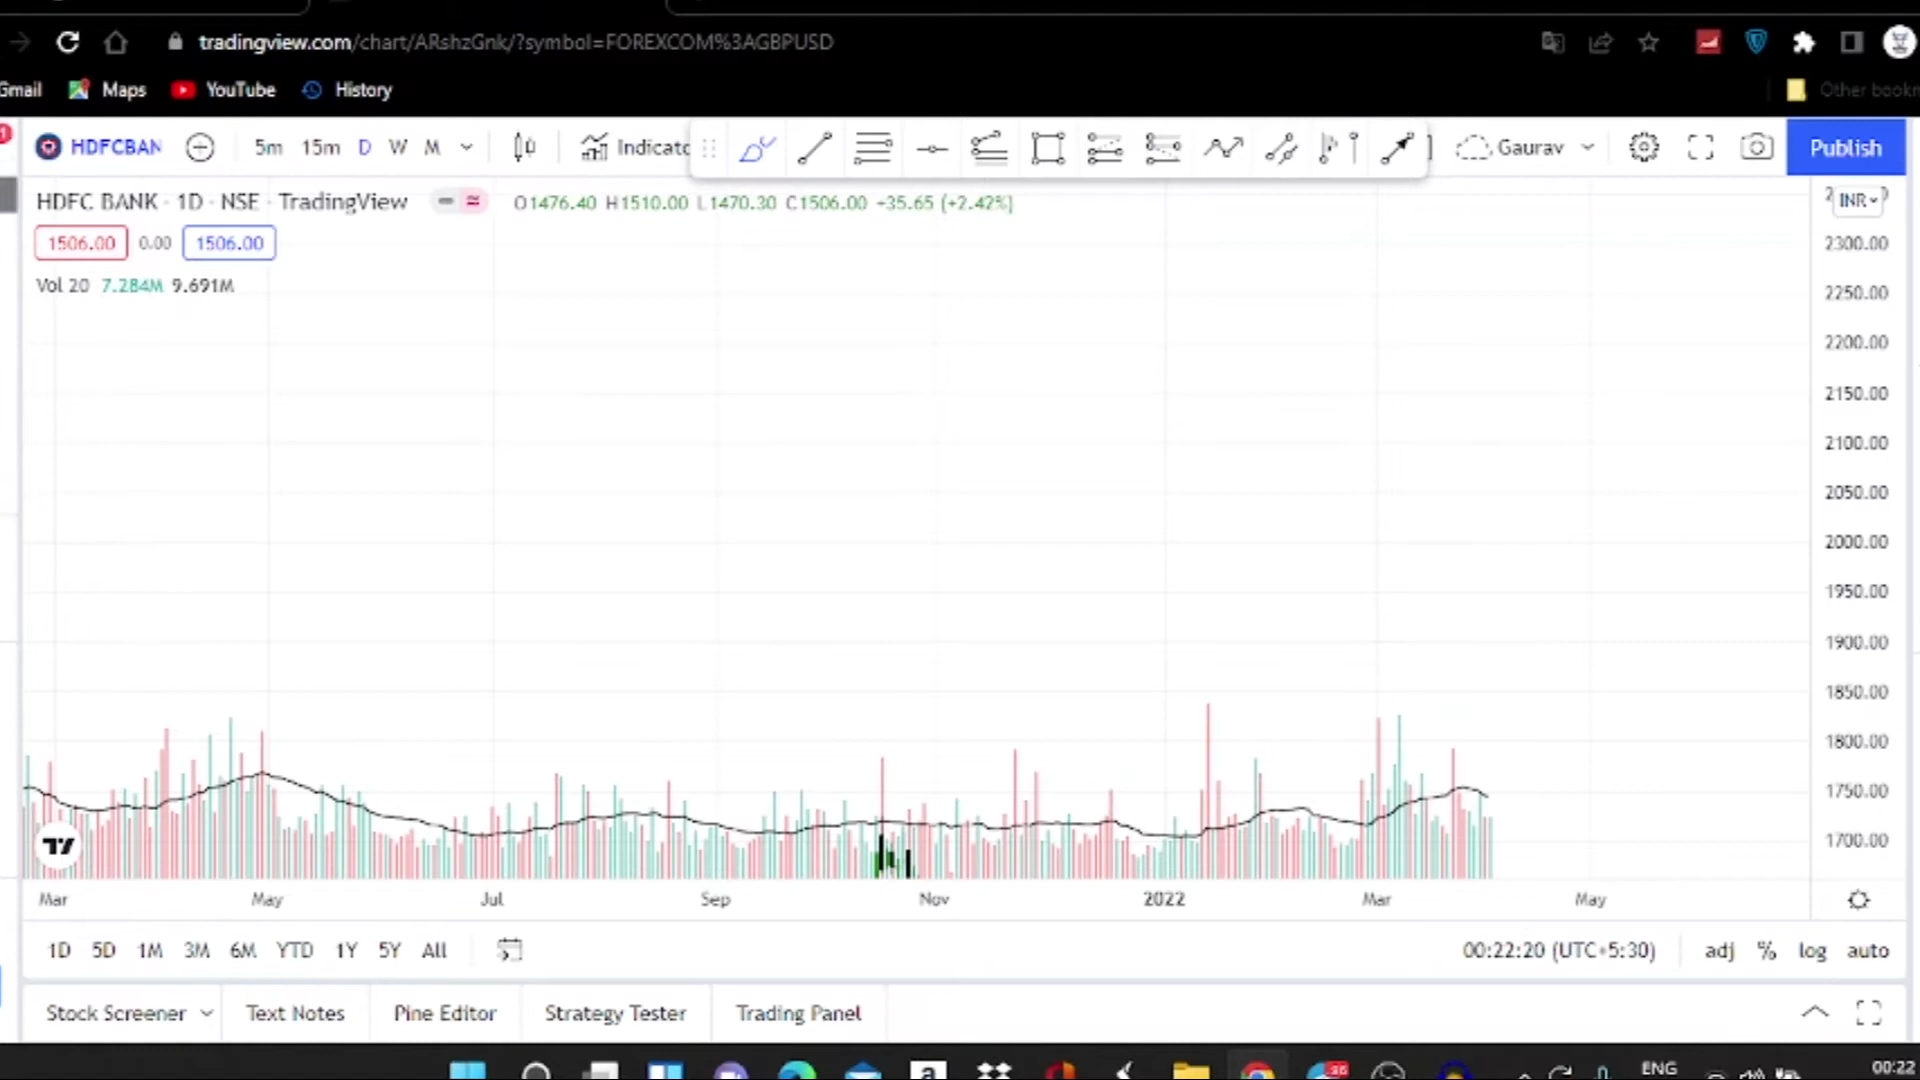 tradingview.com/chart/ARshzGnk/?symbol=FOREXCOM%3AGBPUSD
Gmail Maps YouTube History Other bookm
1 HDFCBAN 5m 15m D W M Indicato Gaurav Publish
HDFC BANK · 1D · NSE · TradingView O1476.40 H1510.00 L1470.30 C1506.00 +35.65 (+2.42%)
INR
1506.00 0.00 1506.00
Vol 20 7.284M 9.691M
2300.00
2250.00
2200.00
2150.00
2100.00
2050.00
2000.00
1950.00
1900.00
1850.00
1800.00
1750.00
1700.00
Mar May Jul Sep Nov 2022 Mar May
1D 5D 1M 3M 6M YTD 1Y 5Y All 00:22:20 (UTC+5:30) adj % log auto
Stock Screener Text Notes Pine Editor Strategy Tester Trading Panel
a ENG 00:22